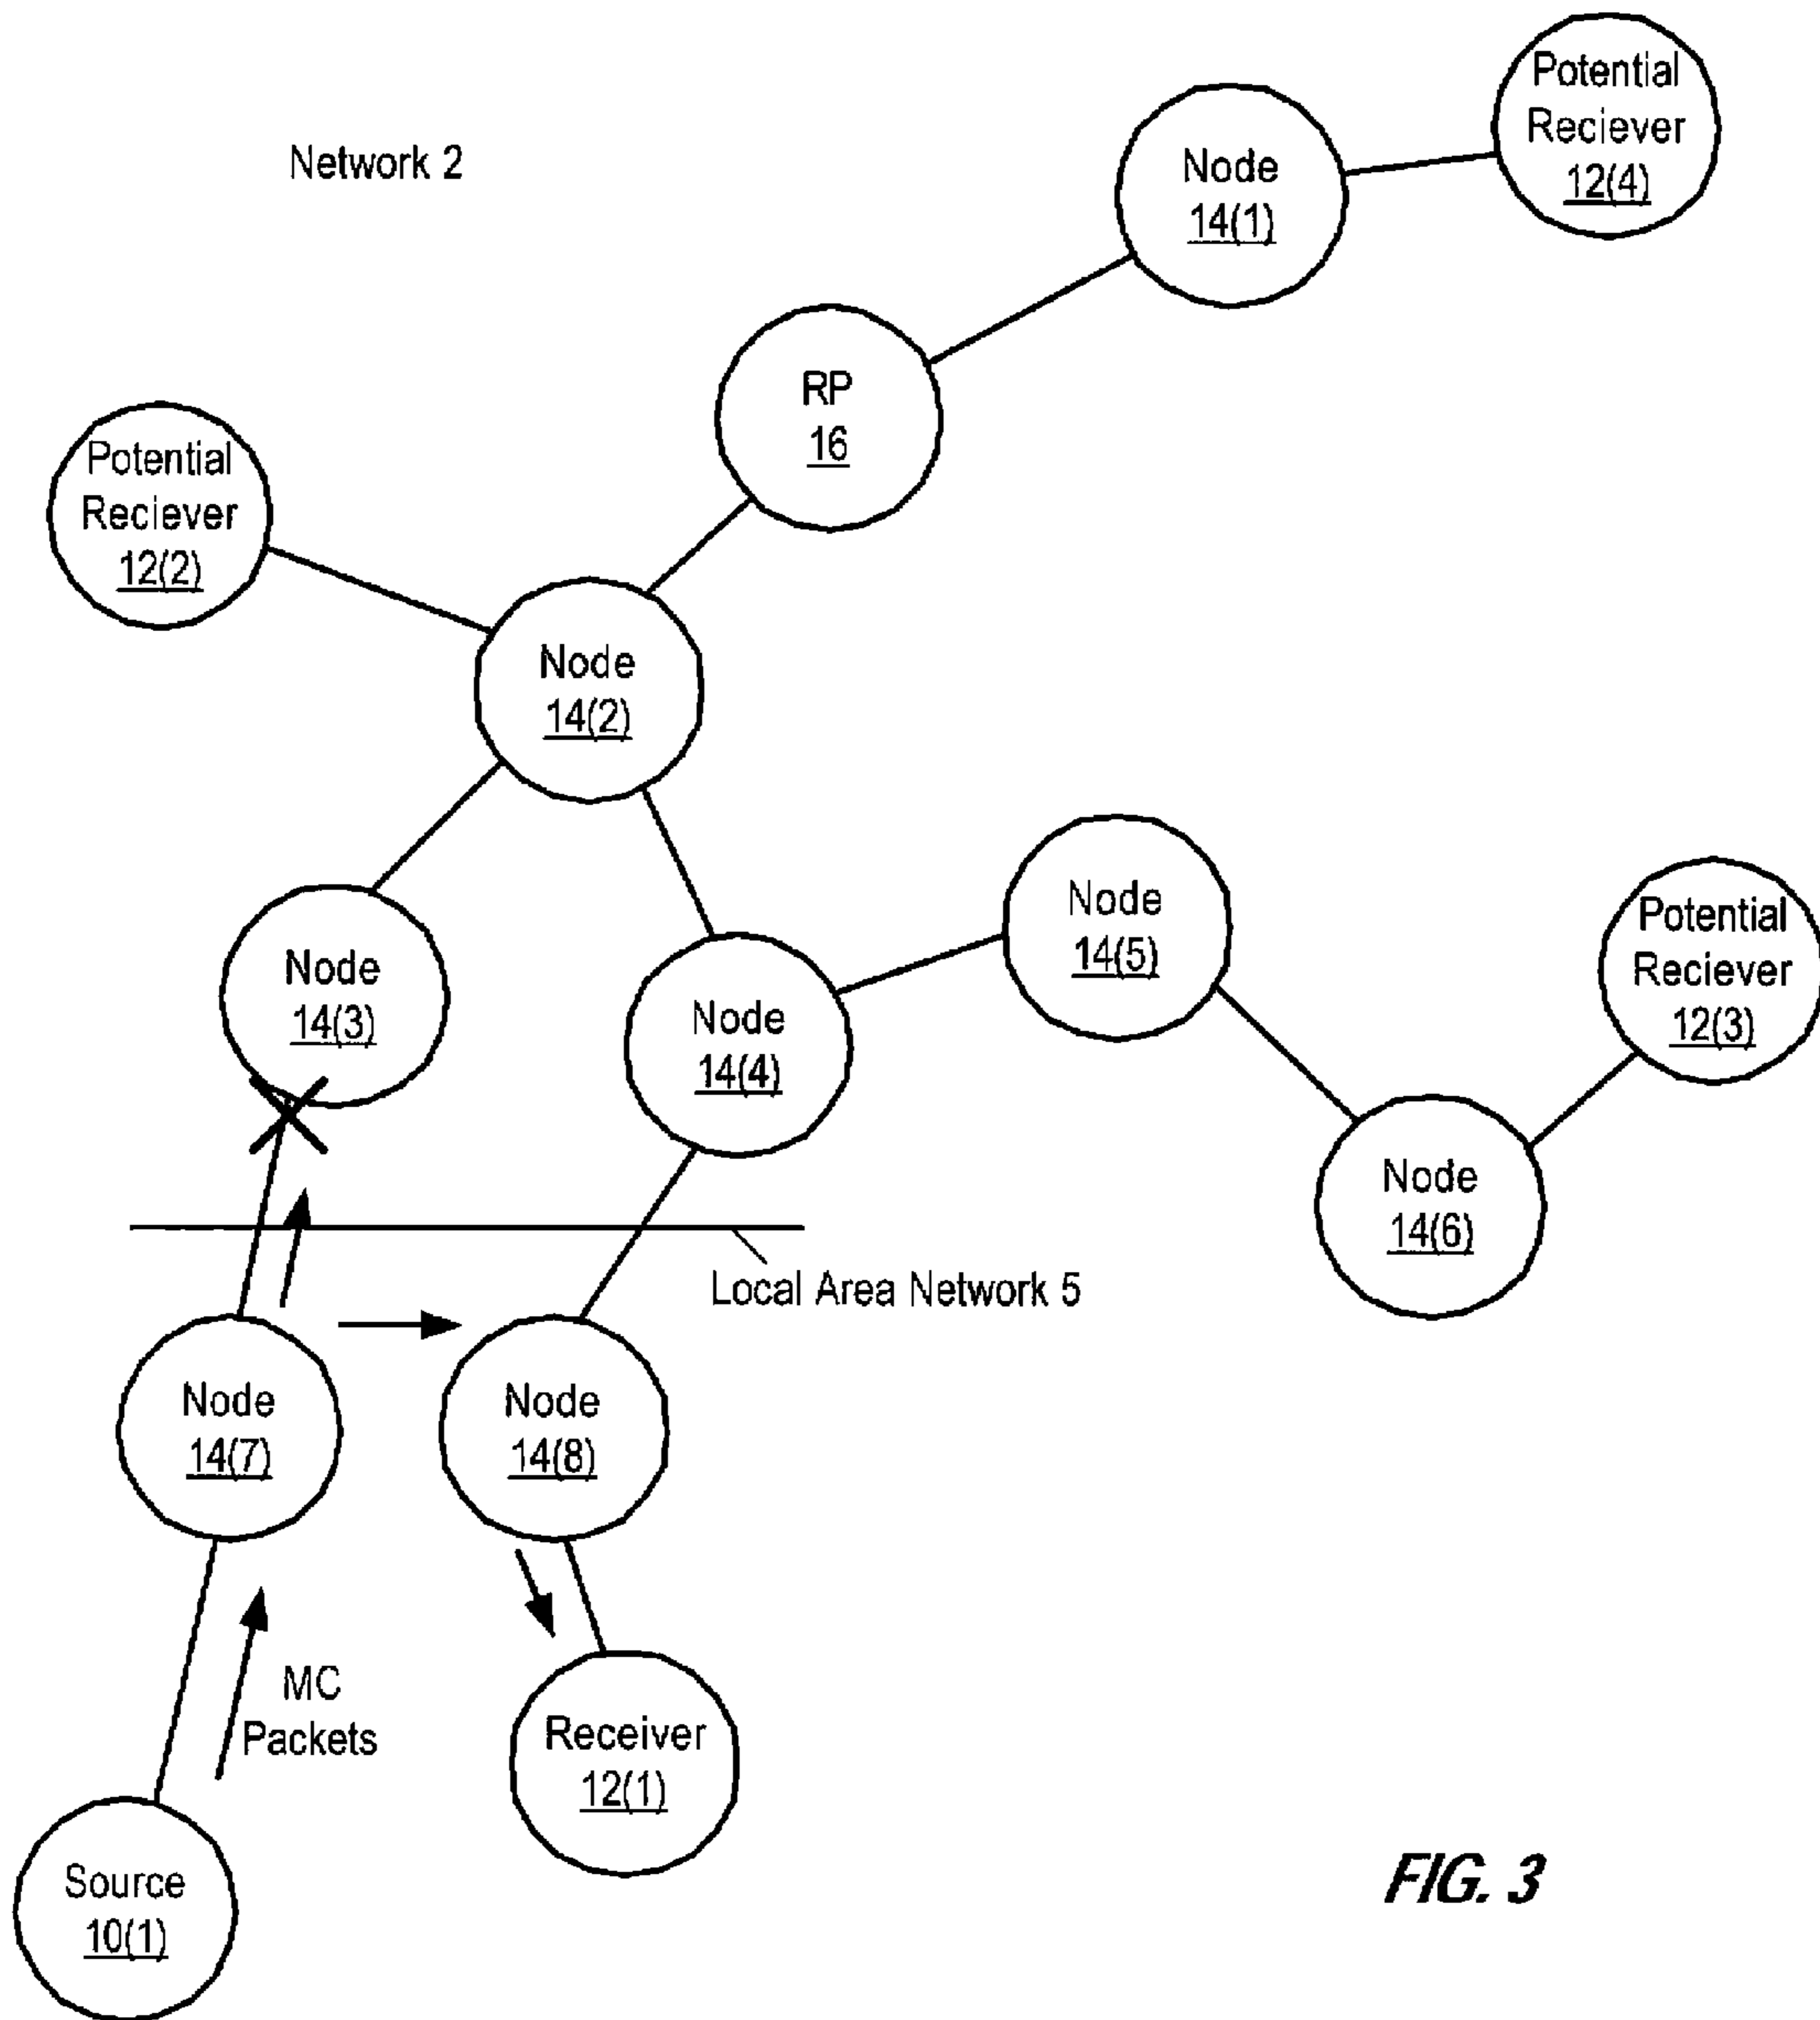 Potential
Reciever
12(4)
Network 2
Node
14(1)
RP
16
Potential
Reciever
12(2)
Node
14(2)
Node
14(5)
Potential
Reciever
12(3)
Node
14(3)
Node
14(4)
Node
14(6)
Local Area Network 5
Node
14(7)
Node
14(8)
MC
Packets
Receiver
12(1)
Source
10(1)
FIG. 3